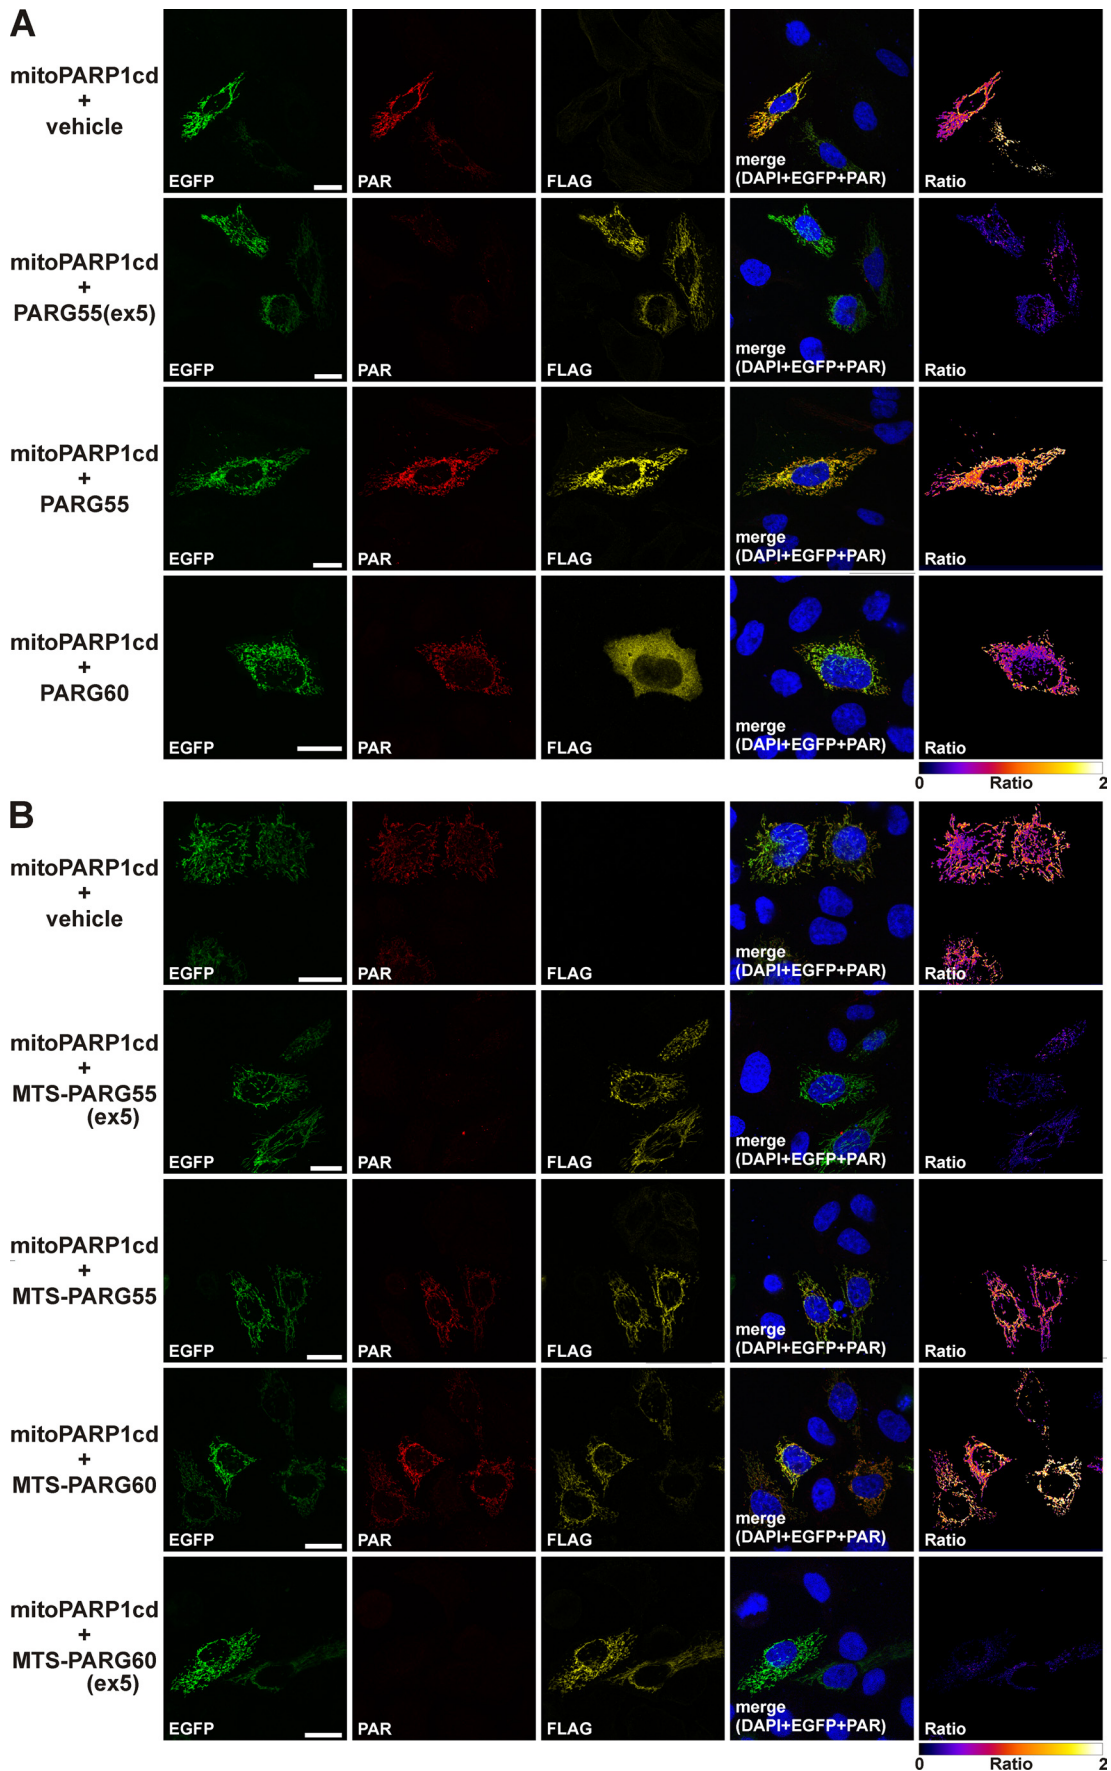 A
mitoPARP1cd
+
vehicle
EGFP
PAR
FLAG
merge
(DAPI+EGFP+PAR)
Ratio
mitoPARP1cd
+
PARG55(ex5)
EGFP
PAR
FLAG
merge
(DAPI+EGFP+PAR)
Ratio
mitoPARP1cd
+
PARG55
EGFP
PAR
FLAG
merge
(DAPI+EGFP+PAR)
Ratio
mitoPARP1cd
+
PARG60
EGFP
PAR
FLAG
merge
(DAPI+EGFP+PAR)
Ratio
0 Ratio 2
B
mitoPARP1cd
+
vehicle
EGFP
PAR
FLAG
merge
(DAPI+EGFP+PAR)
Ratio
mitoPARP1cd
+
MTS-PARG55
(ex5)
EGFP
PAR
FLAG
merge
(DAPI+EGFP+PAR)
Ratio
mitoPARP1cd
+
MTS-PARG55
EGFP
PAR
FLAG
merge
(DAPI+EGFP+PAR)
Ratio
mitoPARP1cd
+
MTS-PARG60
EGFP
PAR
FLAG
merge
(DAPI+EGFP+PAR)
Ratio
mitoPARP1cd
+
MTS-PARG60
(ex5)
EGFP
PAR
FLAG
merge
(DAPI+EGFP+PAR)
Ratio
0 Ratio 2